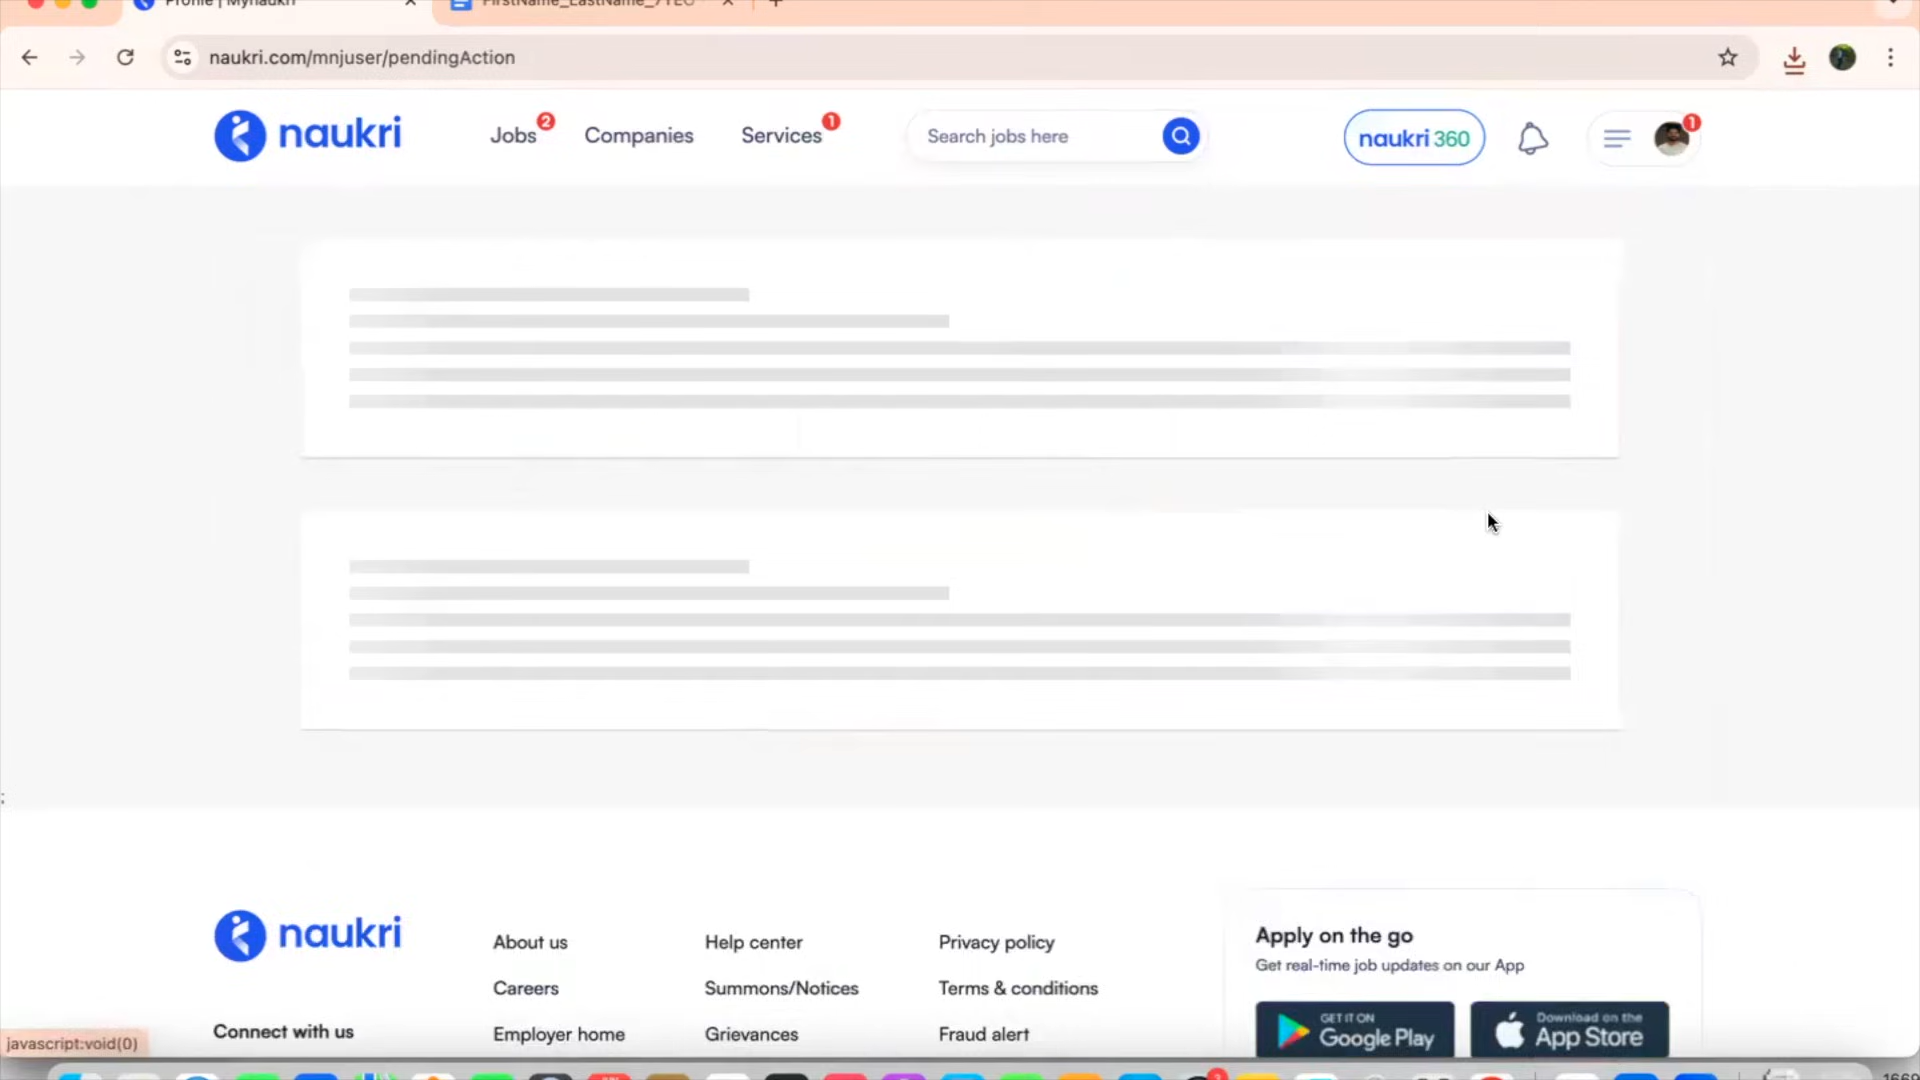 Profile | Mynaukri
FirstName_LastName_7YEC
naukri.com/mnjuser/pendingAction
naukri
Jobs 2
Companies
Services 1
Search jobs here
naukri 360
1
naukri
About us
Help center
Privacy policy
Careers
Summons/Notices
Terms & conditions
Connect with us
Employer home
Grievances
Fraud alert
Apply on the go
Get real-time job updates on our App
GET IT ON
Google Play
Download on the
App Store
javascript:void(0)